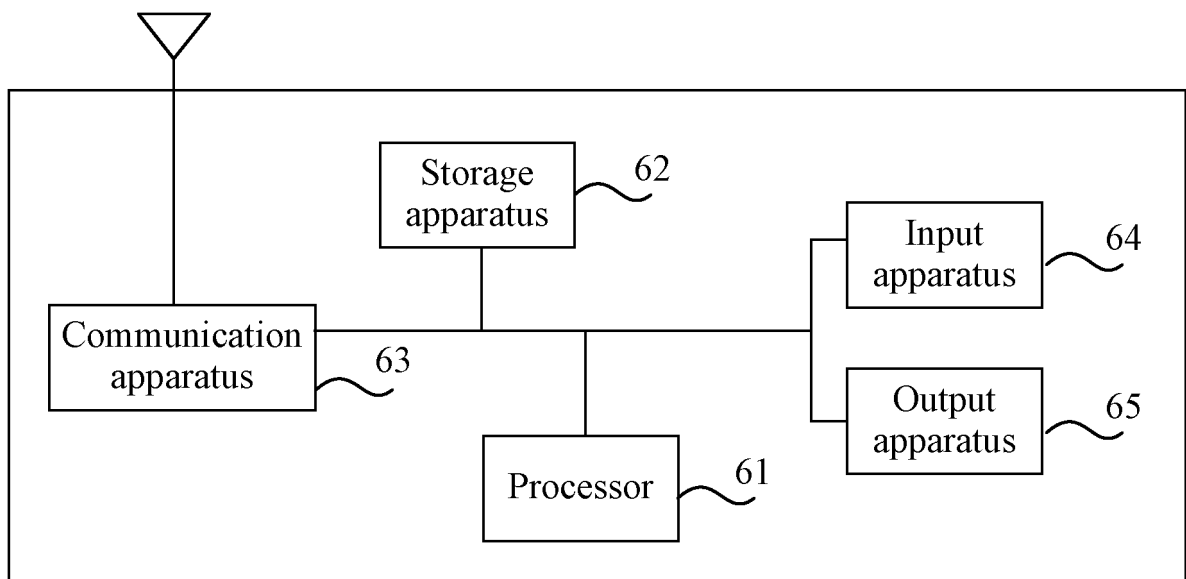 Storage
apparatus
62
Input
apparatus
64
Communication
apparatus
63
Output
apparatus
65
Processor
61